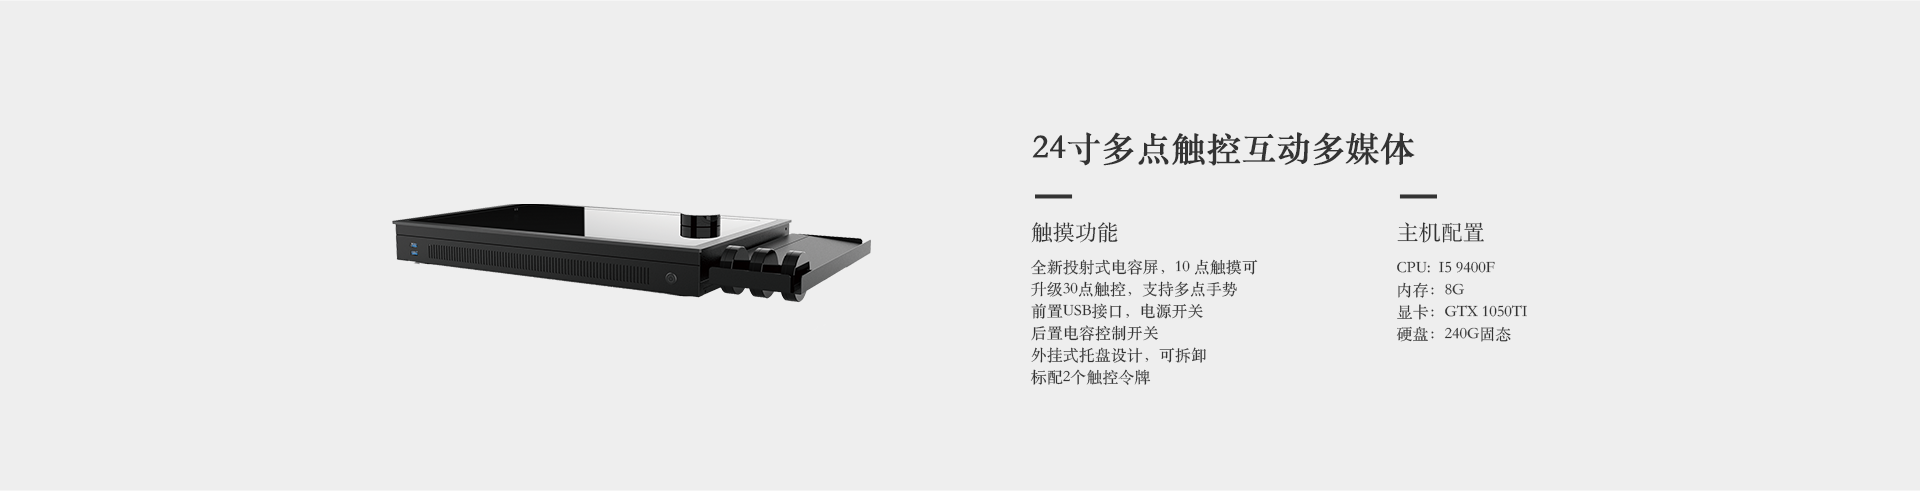 24寸多点触控互动多媒体
触摸功能
全新投射式电容屏，10 点触摸可
升级30点触控，支持多点手势
前置USB接口，电源开关
后置电容控制开关
外挂式托盘设计，可拆卸
标配2个触控令牌
主机配置
CPU: I5 9400F
内存：8G
显卡：GTX 1050TI
硬盘：240G固态